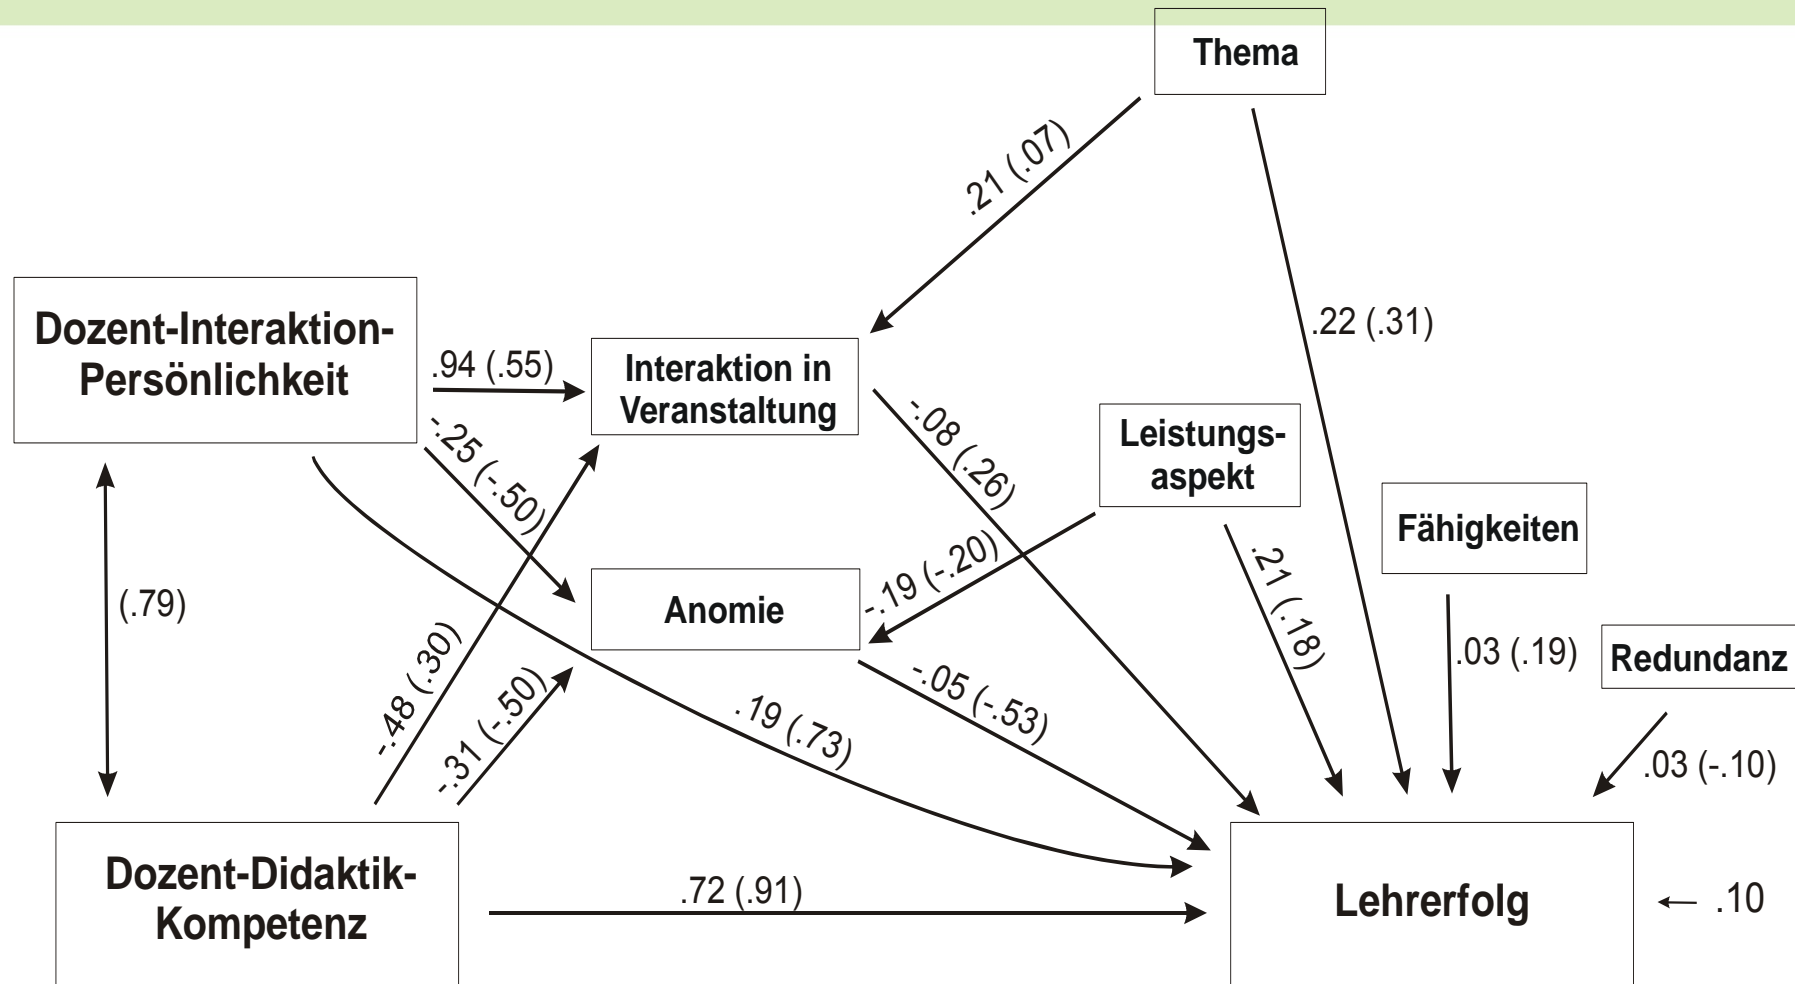 Thema
.21 (.07)
Dozent-Interaktion-
Persönlichkeit
.22 (.31)
.94 (.55)
Interaktion in
Veranstaltung
-.08 (.26)
Leistungs-
aspekt
-.25 (-.50)
Fähigkeiten
-.19 (-.20)
.21 (.18)
(.79)
Anomie
.03 (.19)
Redundanz
-.48 (.30)
-.31 (-.50)
.19 (.73)
-.05 (-.53)
.03 (-.10)
Dozent-Didaktik-
Kompetenz
.72 (.91)
Lehrerfolg
.10